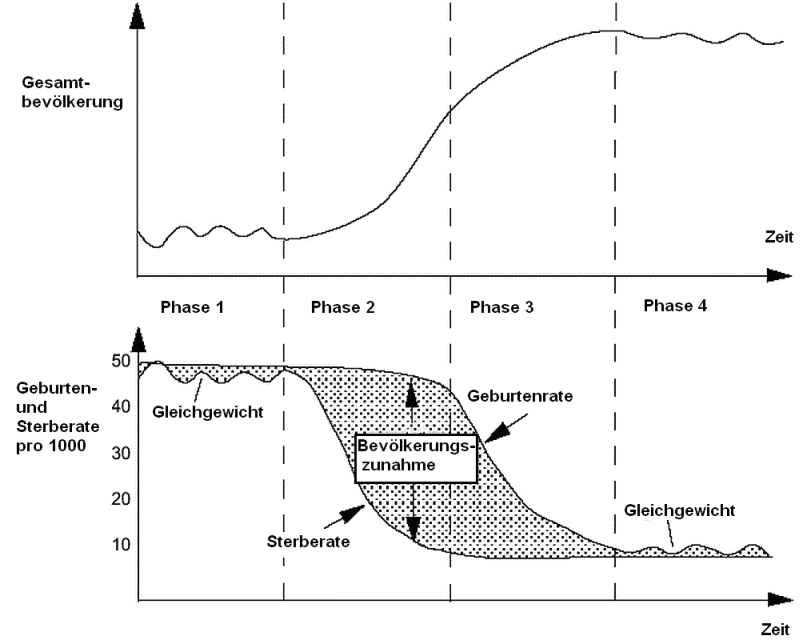 Gesamt-
bevölkerung
Zeit
Phase 1
Phase 2
Phase 3
Phase 4
Geburten-
und
Sterberate
pro 1000
50
40
30
20
10
Gleichgewicht
Geburtenrate
Bevölkerungs-
zunahme
Sterberate
Gleichgewicht
Zeit